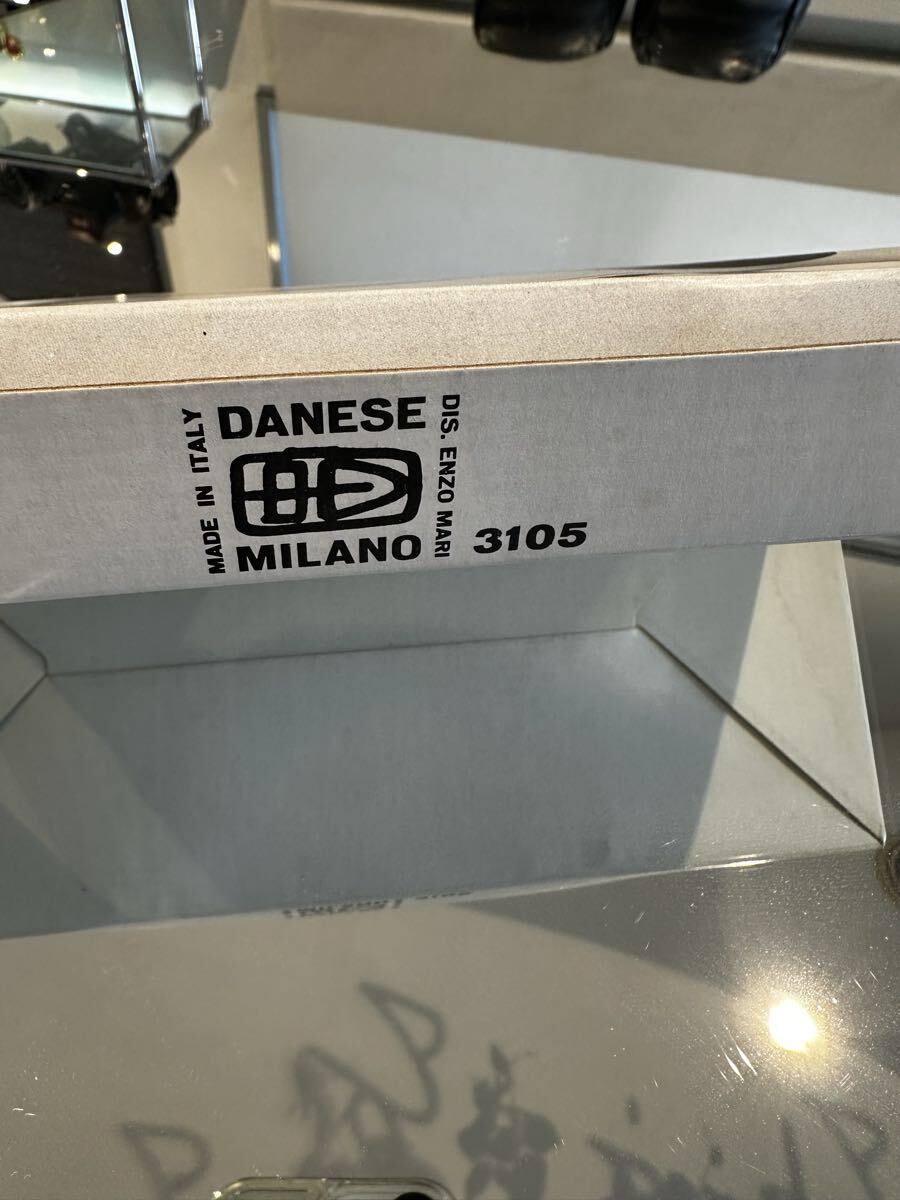 MADE IN ITALY
DANESE
MILANO
DIS. ENZO MARI
3105